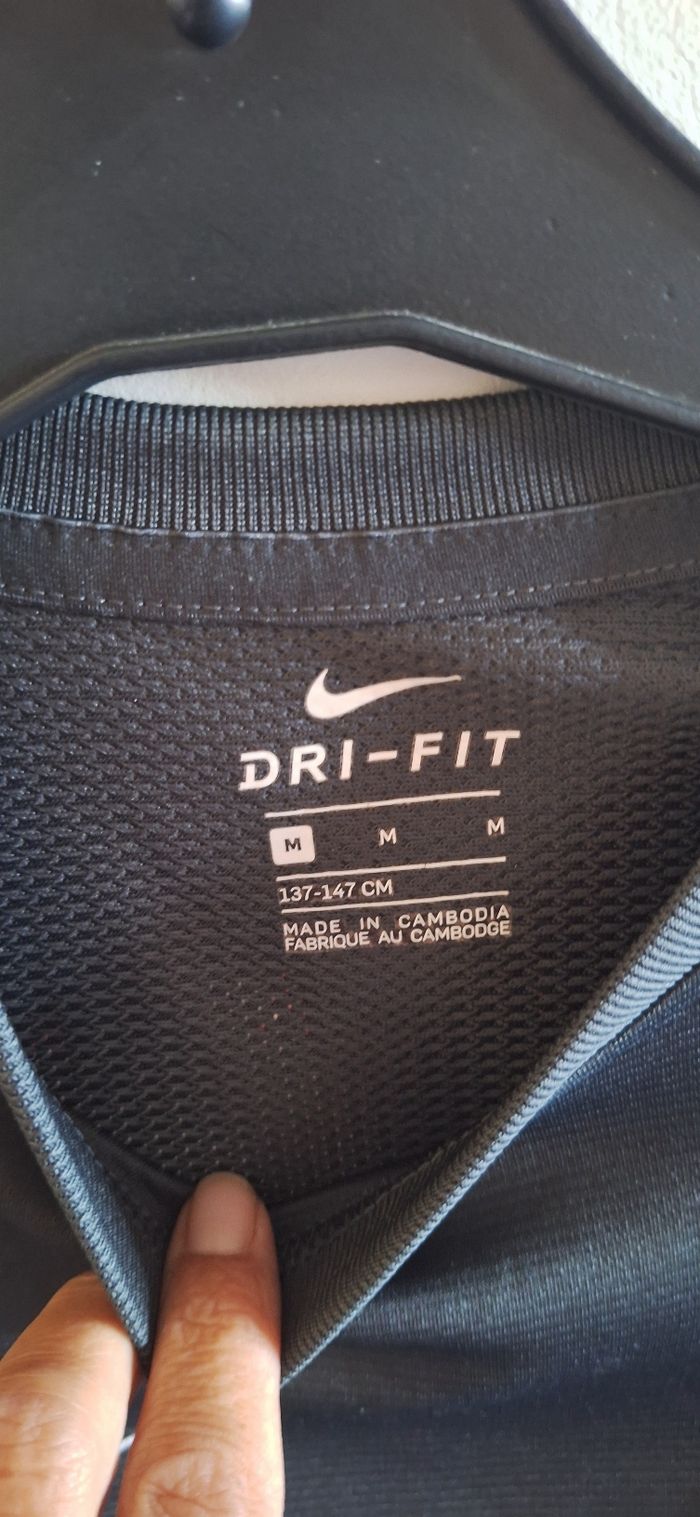 DRI-FIT
M M M
137-147 CM
MADE IN CAMBODIA
FABRIQUE AU CAMBODGE